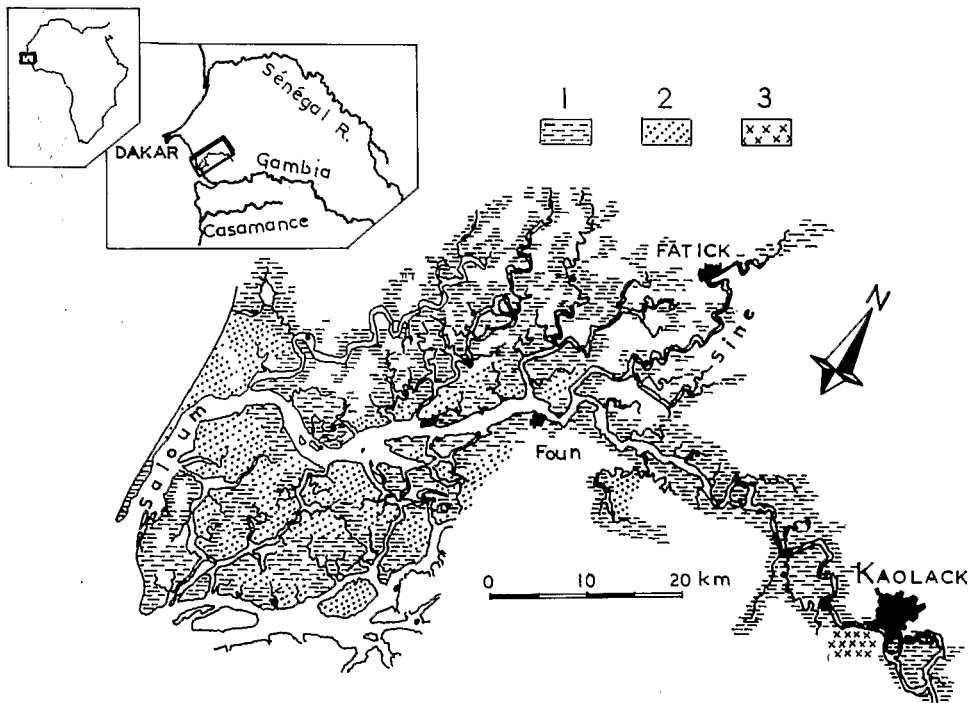 Sénégal R.
DAKAR
Gambia
Casamance
1 2 3
FATICK
N
Sine
Saloum
Foun
0 10 20 km
KAOLACK